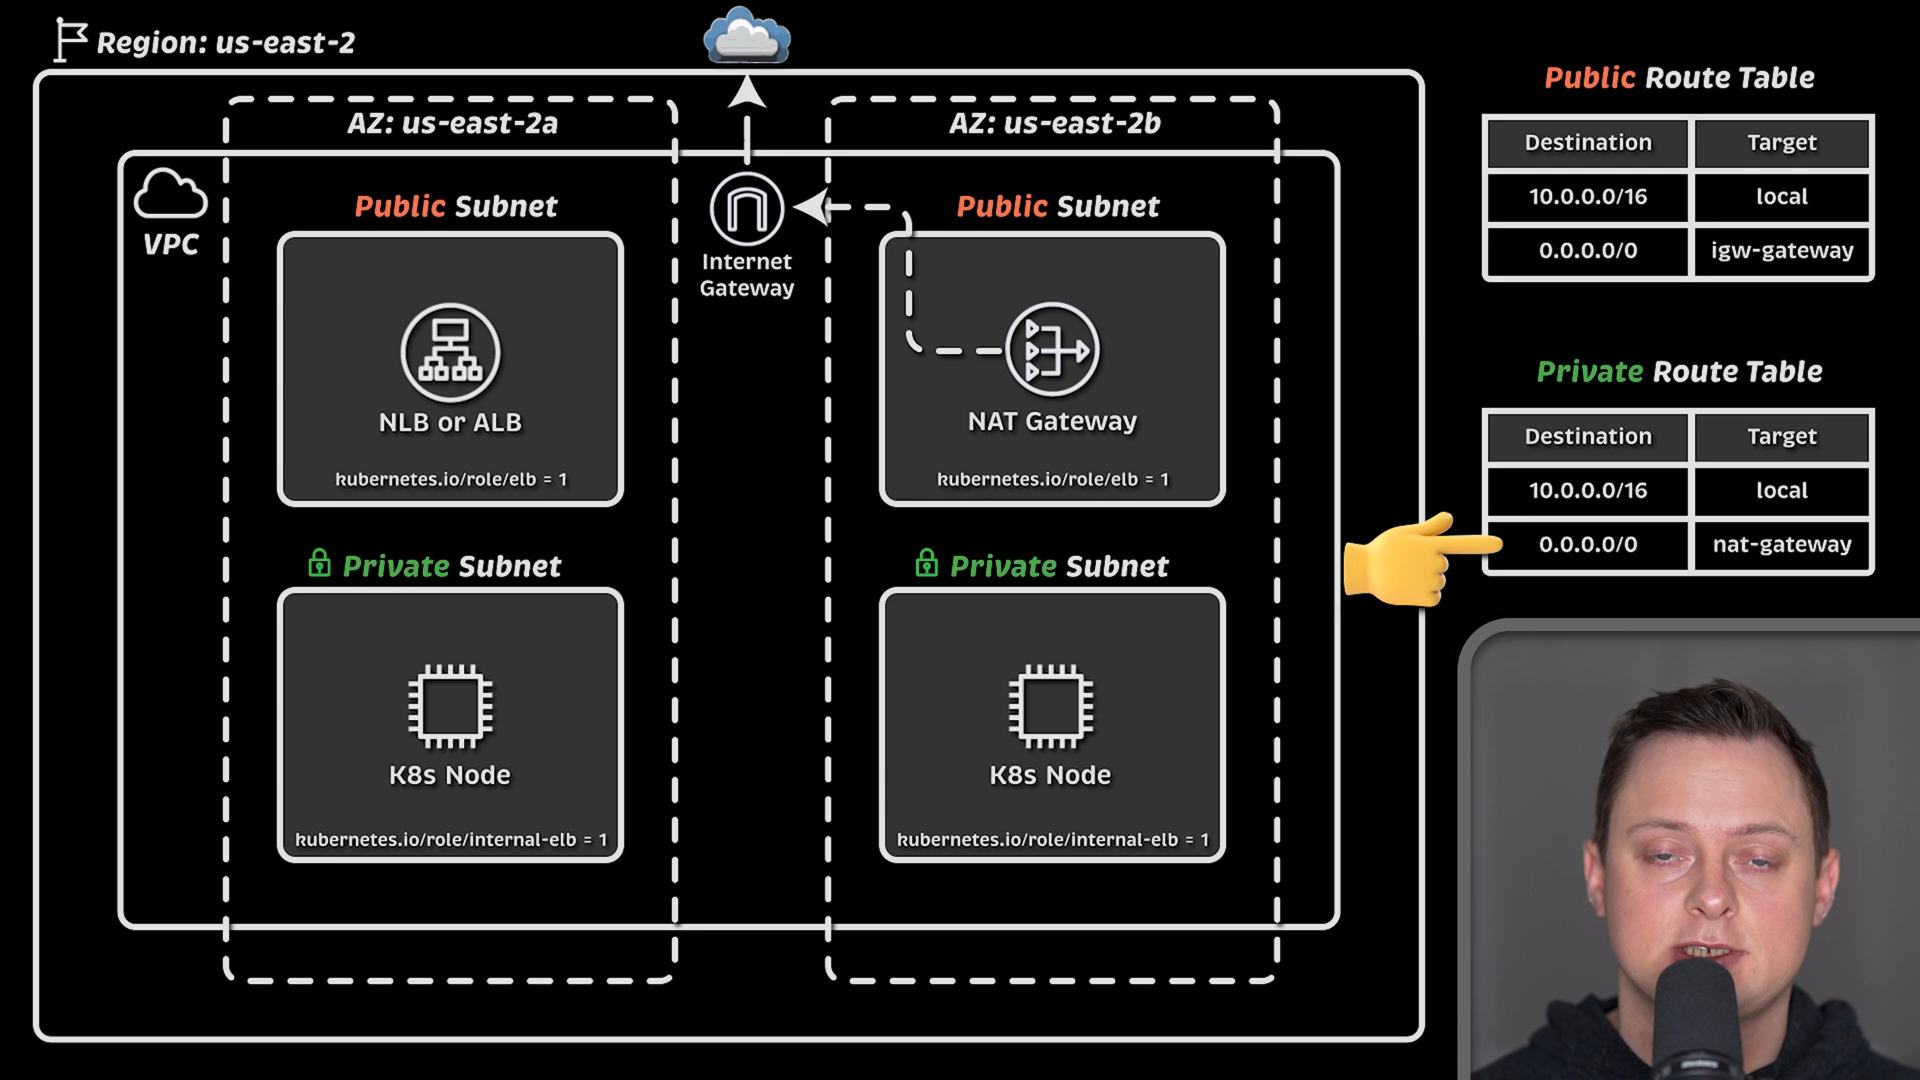 Region: us-east-2
AZ: us-east-2a
AZ: us-east-2b
VPC
Public Subnet
NLB or ALB
kubernetes.io/role/elb = 1
Internet
Gateway
Public Subnet
NAT Gateway
kubernetes.io/role/elb = 1
Private Subnet
K8s Node
kubernetes.io/role/internal-elb = 1
Private Subnet
K8s Node
kubernetes.io/role/internal-elb = 1
Public Route Table
Destination Target
10.0.0.0/16 local
0.0.0.0/0 igw-gateway
Private Route Table
Destination Target
10.0.0.0/16 local
0.0.0.0/0 nat-gateway